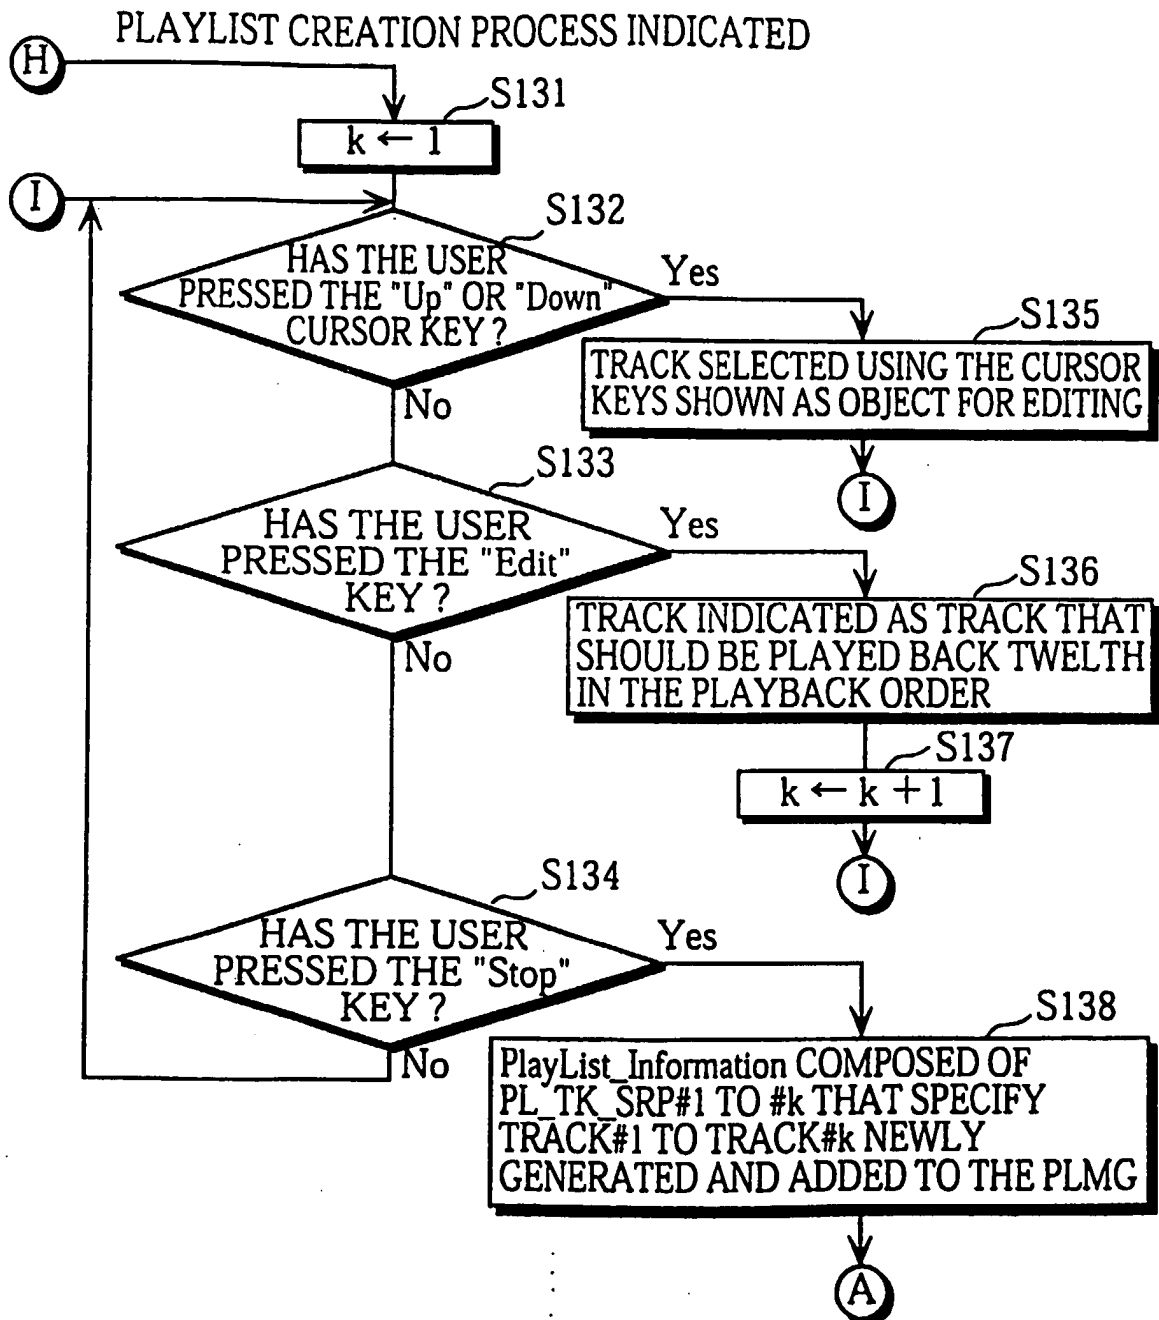 PLAYLIST CREATION PROCESS INDICATED
H
S131
k ← 1
I
S132
HAS THE USER
PRESSED THE "Up" OR "Down"
CURSOR KEY ?
Yes
No
S135
TRACK SELECTED USING THE CURSOR
KEYS SHOWN AS OBJECT FOR EDITING
I
S133
HAS THE USER
PRESSED THE "Edit"
KEY ?
Yes
No
S136
TRACK INDICATED AS TRACK THAT
SHOULD BE PLAYED BACK TWELTH
IN THE PLAYBACK ORDER
S137
k ← k + 1
I
S134
HAS THE USER
PRESSED THE "Stop"
KEY ?
Yes
No
S138
PlayList_Information COMPOSED OF
PL_TK_SRP#1 TO #k THAT SPECIFY
TRACK#1 TO TRACK#k NEWLY
GENERATED AND ADDED TO THE PLMG
A